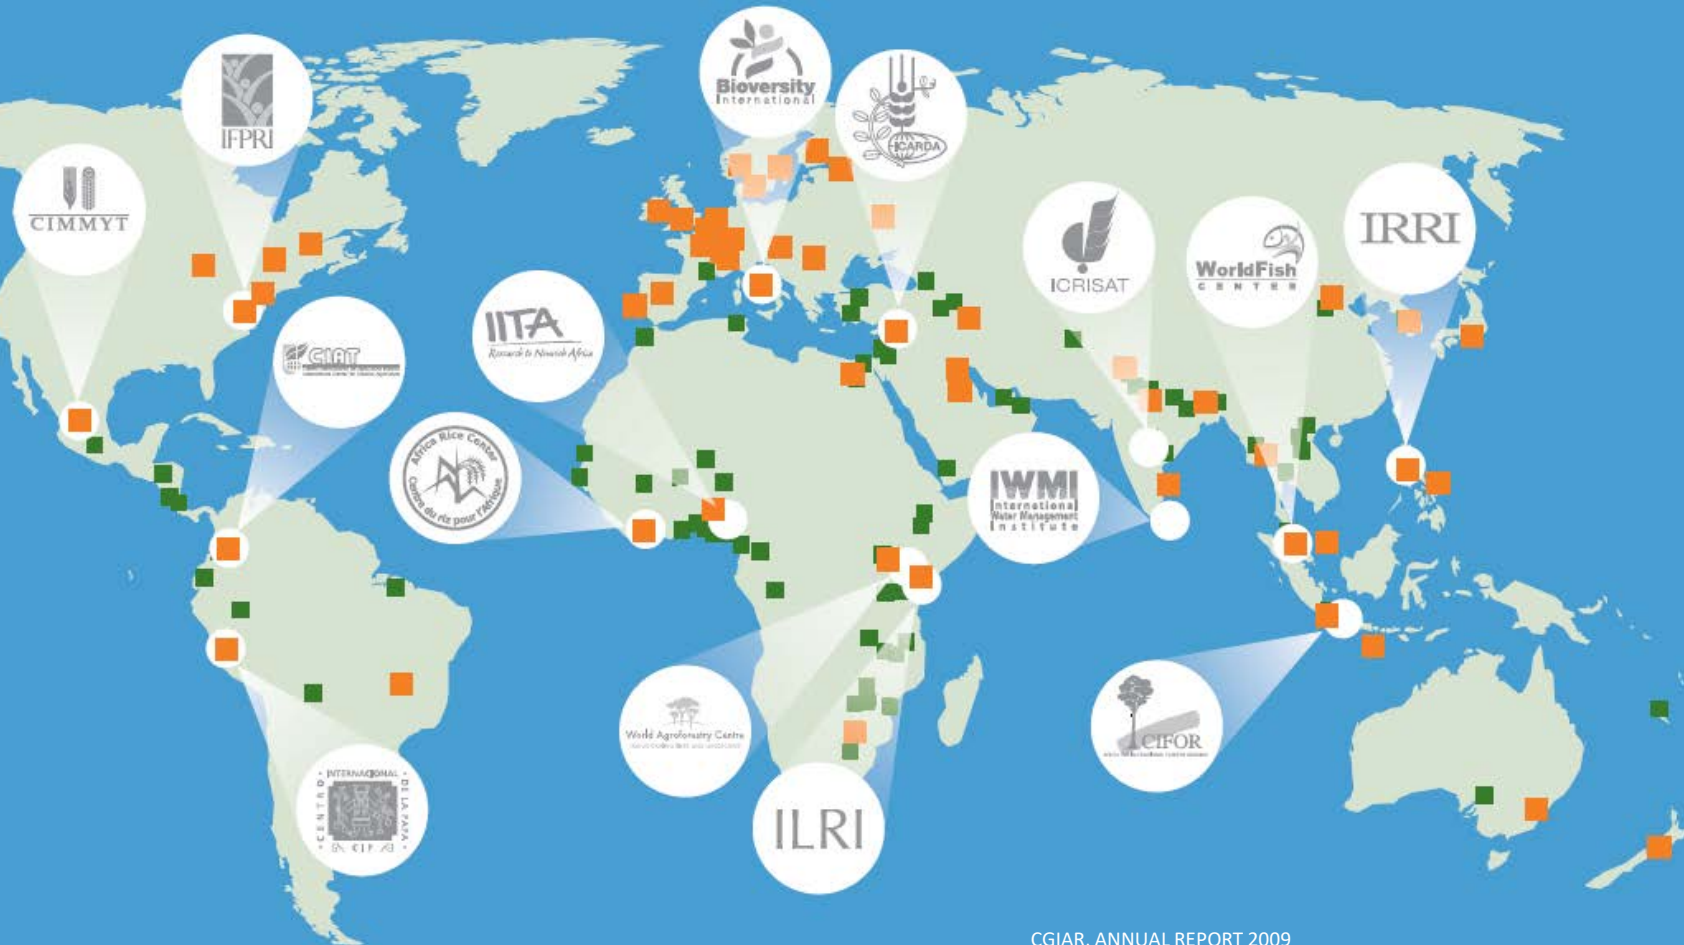 IFPRI
Bioversity
International
ICARDA
CIMMYT
IRRI
ICRISAT
WorldFish
CENTER
IITA
Research to Nourish Africa
CIAT
Africa Rice Center
Centre du riz pour l'Afrique
IWMI
International
Water Management
Institute
World Agroforestry Centre
CIFOR
INTERNACIONAL
CENTRO
DE LA PAPA
CIP
ILRI
CGIAR, ANNUAL REPORT 2009